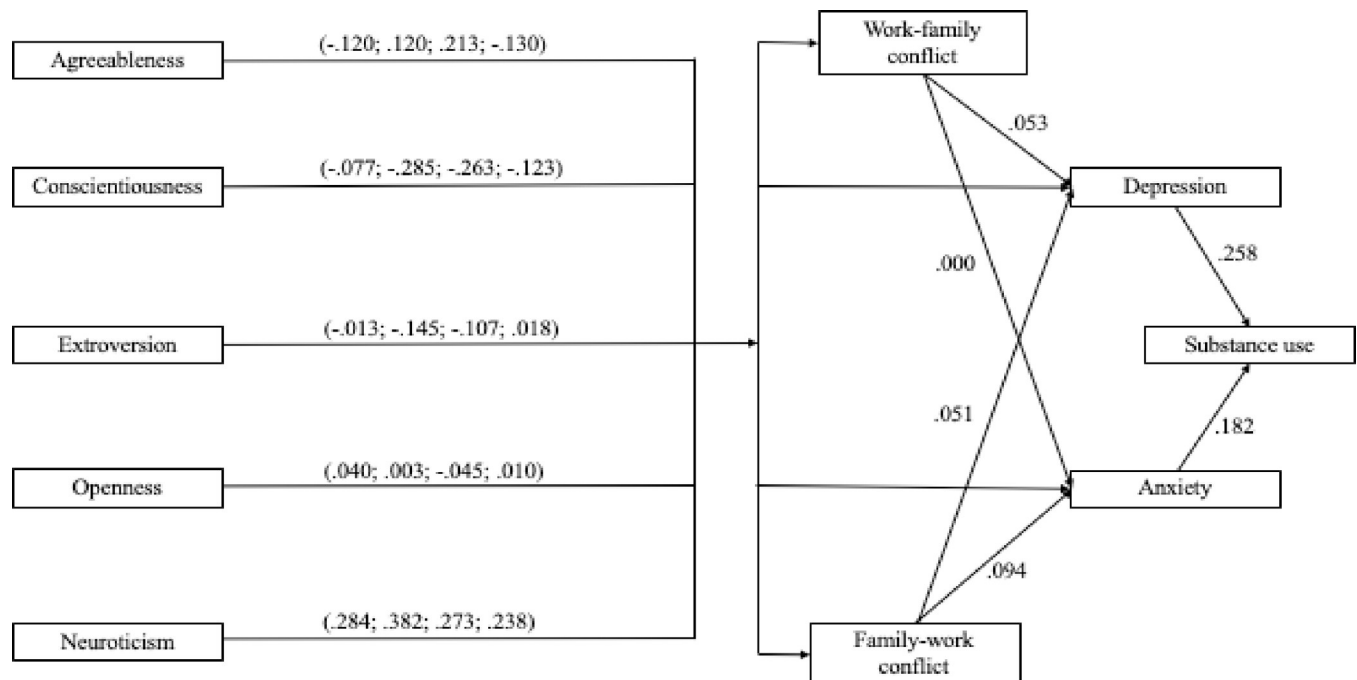 Agreeableness
(-.120; .120; .213; -.130)
Conscientiousness
(-.077; -.285; -.263; -.123)
Extroversion
(-.013; -.145; -.107; .018)
Openness
(.040; .003; -.045; .010)
Neuroticism
(.284; .382; .273; .238)
Work-family
conflict
.053
Depression
.000
.258
Substance use
.051
.182
Anxiety
.094
Family-work
conflict